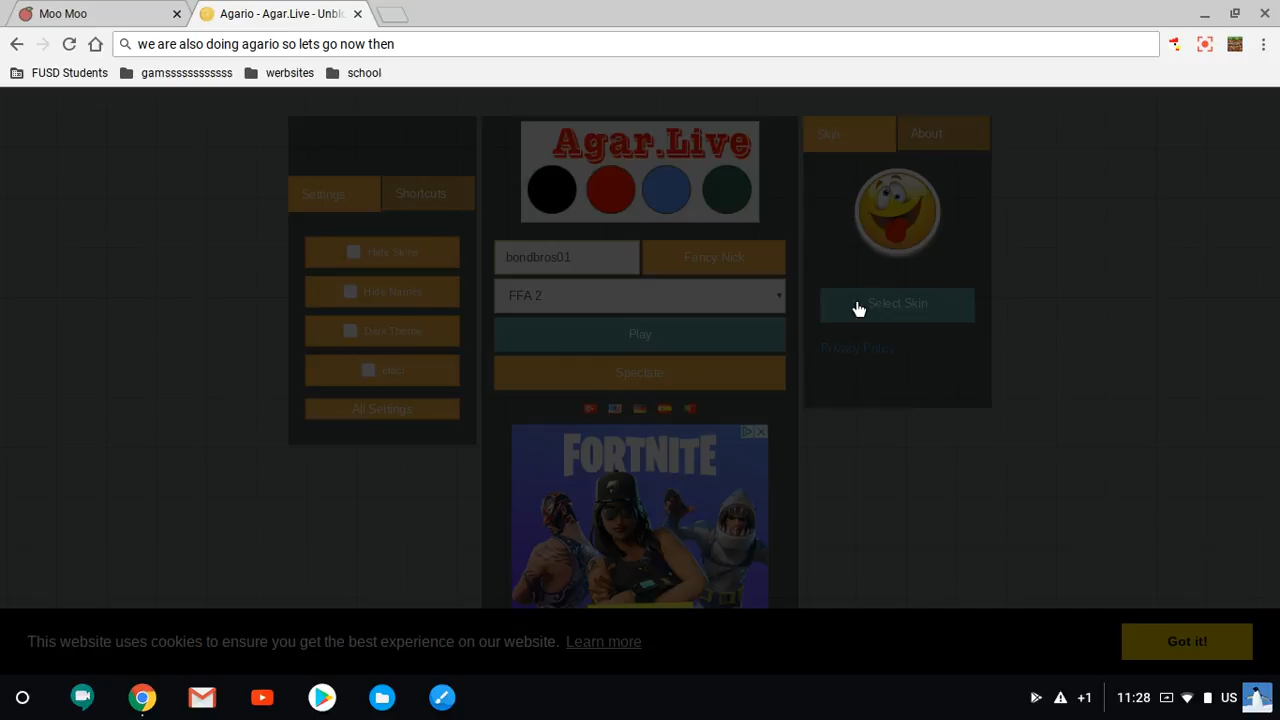 Moo Moo
Agario - Agar.Live - Unblo
we are also doing agario so lets go now then
FUSD Students
gamsssssssssss
werbsites
school
Agar.Live
Skin
About
Settings
Shortcuts
Hide Skins
Hide Names
Dark Theme
All Settings
bondbros01
Fancy Nick
FFA 2
Play
Spectate
Select Skin
Privacy Policy
FORTNITE
This website uses cookies to ensure you get the best experience on our website. Learn more
Got it!
+1
11:28
US